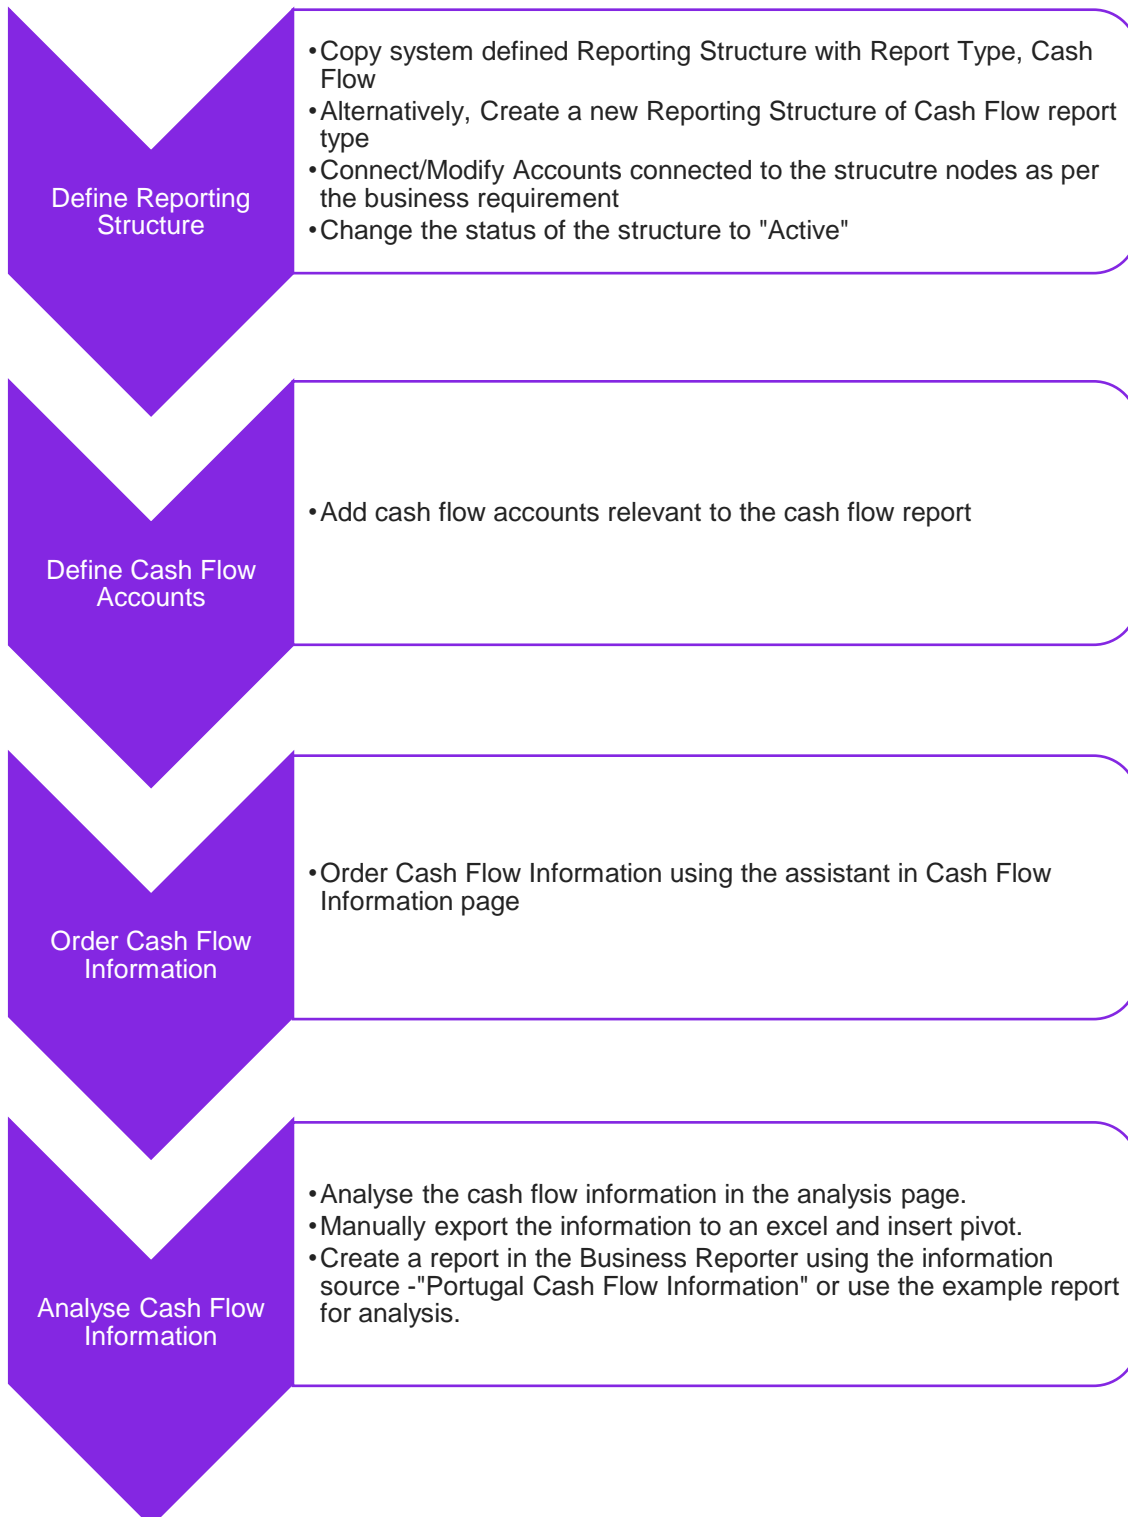 Define Reporting
Structure
•Copy system defined Reporting Structure with Report Type, Cash
Flow
•Alternatively, Create a new Reporting Structure of Cash Flow report
type
•Connect/Modify Accounts connected to the strucutre nodes as per
the business requirement
•Change the status of the structure to "Active"
Define Cash Flow
Accounts
•Add cash flow accounts relevant to the cash flow report
Order Cash Flow
Information
•Order Cash Flow Information using the assistant in Cash Flow
Information page
Analyse Cash Flow
Information
•Analyse the cash flow information in the analysis page.
•Manually export the information to an excel and insert pivot.
•Create a report in the Business Reporter using the information
source -"Portugal Cash Flow Information" or use the example report
for analysis.